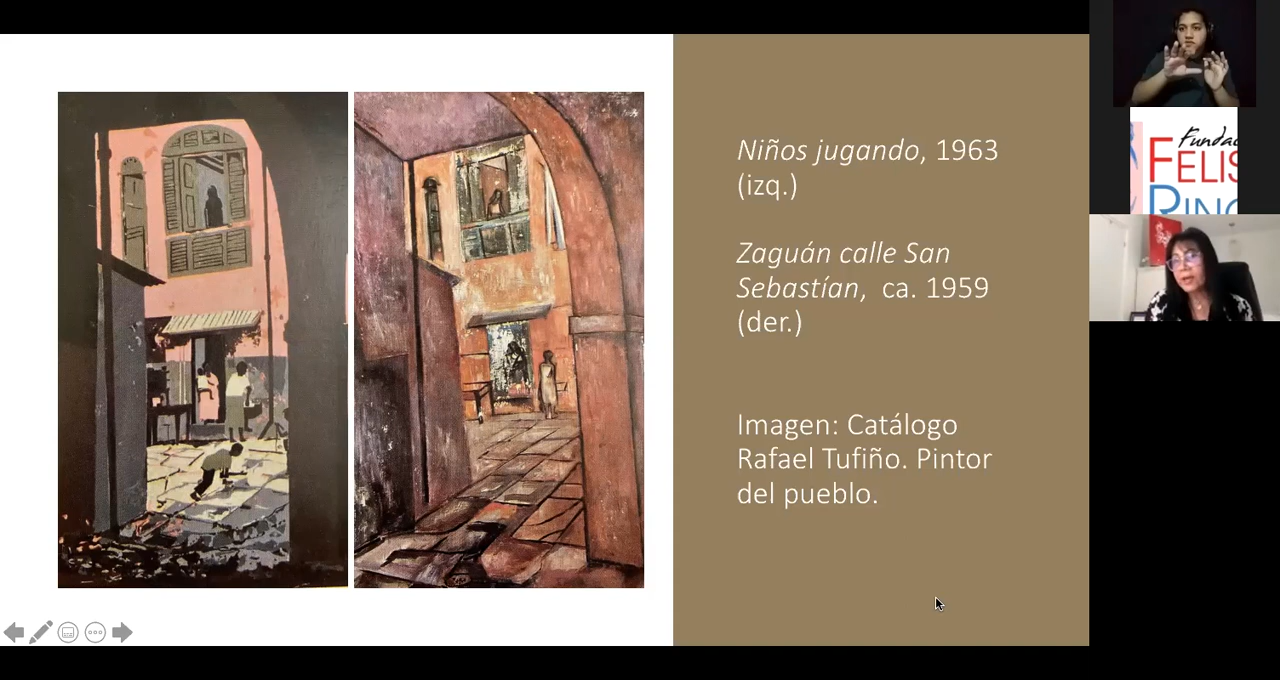 Niños jugando, 1963
(izq.)
Zaguán calle San
Sebastían, ca. 1959
(der.)
Imagen: Catálogo
Rafael Tufiño. Pintor
del pueblo.
Fundac
FELIS
RINC